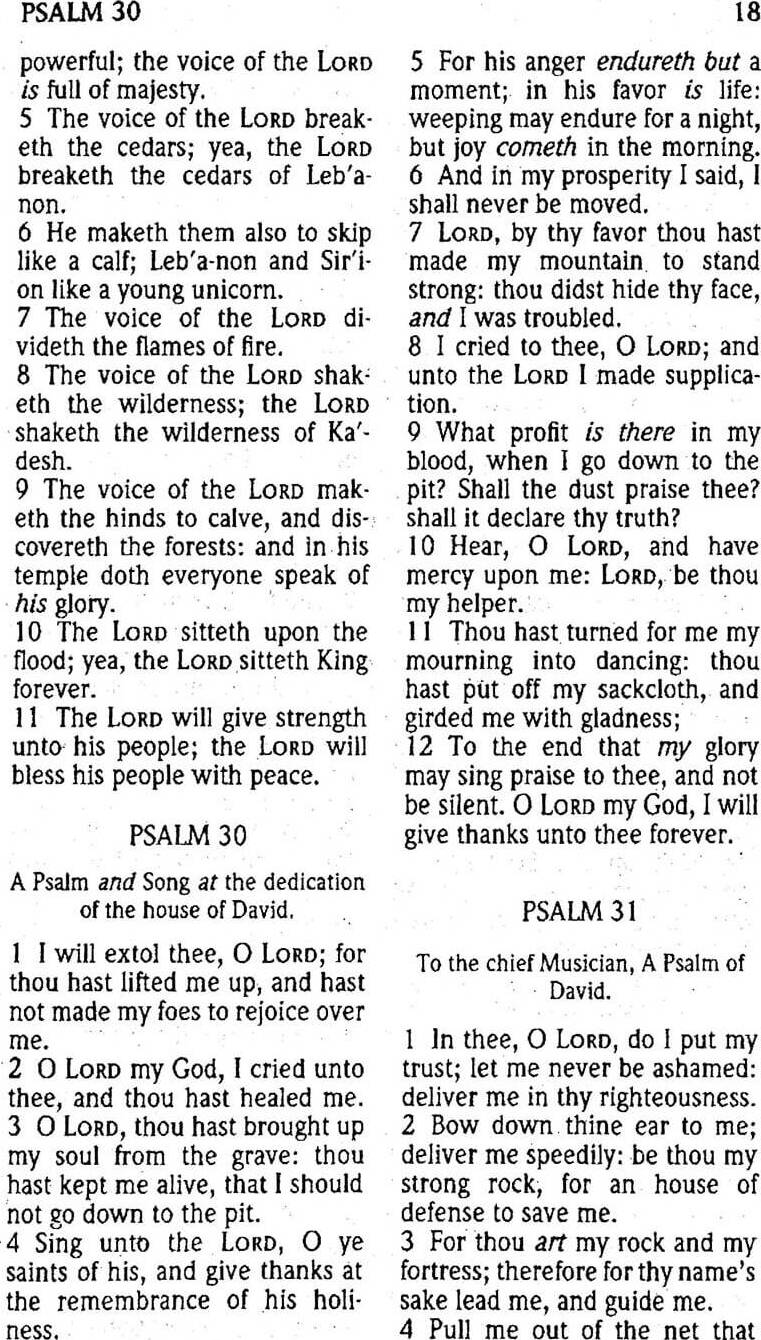 PSALM 30
18
powerful; the voice of the LORD
is full of majesty.
5 The voice of the LORD break-
eth the cedars; yea, the LORD
breaketh the cedars of Leb'a-
non.
6 He maketh them also to skip
like a calf; Leb'a-non and Sir'i-
on like a young unicorn.
7 The voice of the LORD di-
videth the flames of fire.
8 The voice of the LORD shak-
eth the wilderness; the LORD
shaketh the wilderness of Ka'-
desh.
9 The voice of the LORD mak-
eth the hinds to calve, and dis-
covereth the forests: and in his
temple doth everyone speak of
his glory.
10 The LORD sitteth upon the
flood; yea, the LORD sitteth King
forever.
11 The LORD will give strength
unto his people; the LORD will
bless his people with peace.
PSALM 30
A Psalm and Song at the dedication
of the house of David.
1 I will extol thee, O LORD; for
thou hast lifted me up, and hast
not made my foes to rejoice over
me.
2 O LORD my God, I cried unto
thee, and thou hast healed me.
3 O LORD, thou hast brought up
my soul from the grave: thou
hast kept me alive, that I should
not go down to the pit.
4 Sing unto the LORD, O ye
saints of his, and give thanks at
the remembrance of his holi-
ness.
5 For his anger endureth but a
moment; in his favor is life:
weeping may endure for a night,
but joy cometh in the morning.
6 And in my prosperity I said, I
shall never be moved.
7 LORD, by thy favor thou hast
made my mountain to stand
strong: thou didst hide thy face,
and I was troubled.
8 I cried to thee, O LORD; and
unto the LORD I made supplica-
tion.
9 What profit is there in my
blood, when I go down to the
pit? Shall the dust praise thee?
shall it declare thy truth?
10 Hear, O LORD, and have
mercy upon me: LORD, be thou
my helper.
11 Thou hast turned for me my
mourning into dancing: thou
hast put off my sackcloth, and
girded me with gladness;
12 To the end that my glory
may sing praise to thee, and not
be silent. O LORD my God, I will
give thanks unto thee forever.
PSALM 31
To the chief Musician, A Psalm of
David.
1 In thee, O LORD, do I put my
trust; let me never be ashamed:
deliver me in thy righteousness.
2 Bow down thine ear to me;
deliver me speedily: be thou my
strong rock, for an house of
defense to save me.
3 For thou art my rock and my
fortress; therefore for thy name's
sake lead me, and guide me.
4 Pull me out of the net that